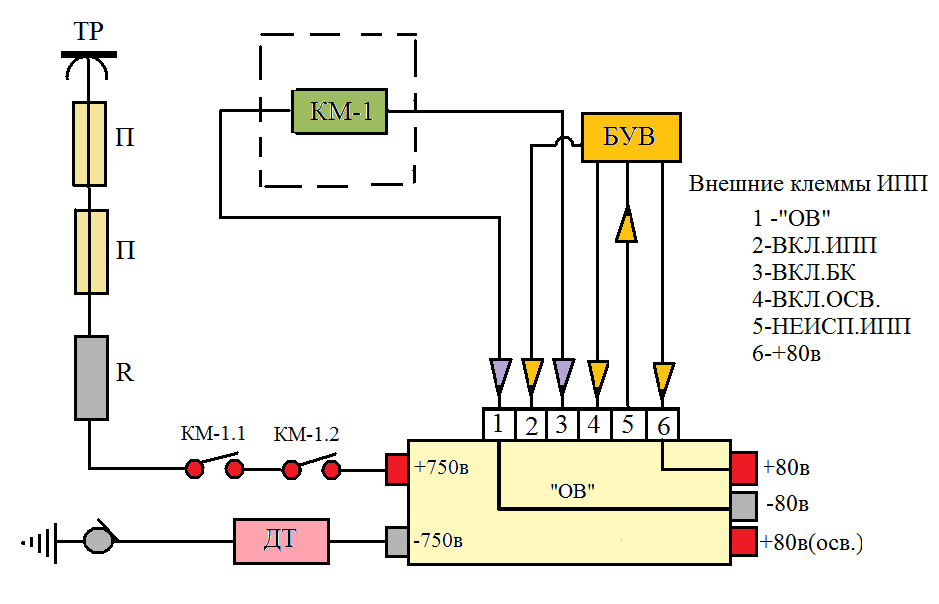 ТР
П
П
R
КМ-1
БУВ
Внешние клеммы ИПП
1 -"ОВ"
2-ВКЛ.ИПП
3-ВКЛ.БК
4-ВКЛ.ОСВ.
5-НЕИСП.ИПП
6-+80в
1 2 3 4 5 6
КМ-1.1 КМ-1.2
+750в
"ОВ"
+80в
-80в
ДТ
-750в
+80в(осв.)